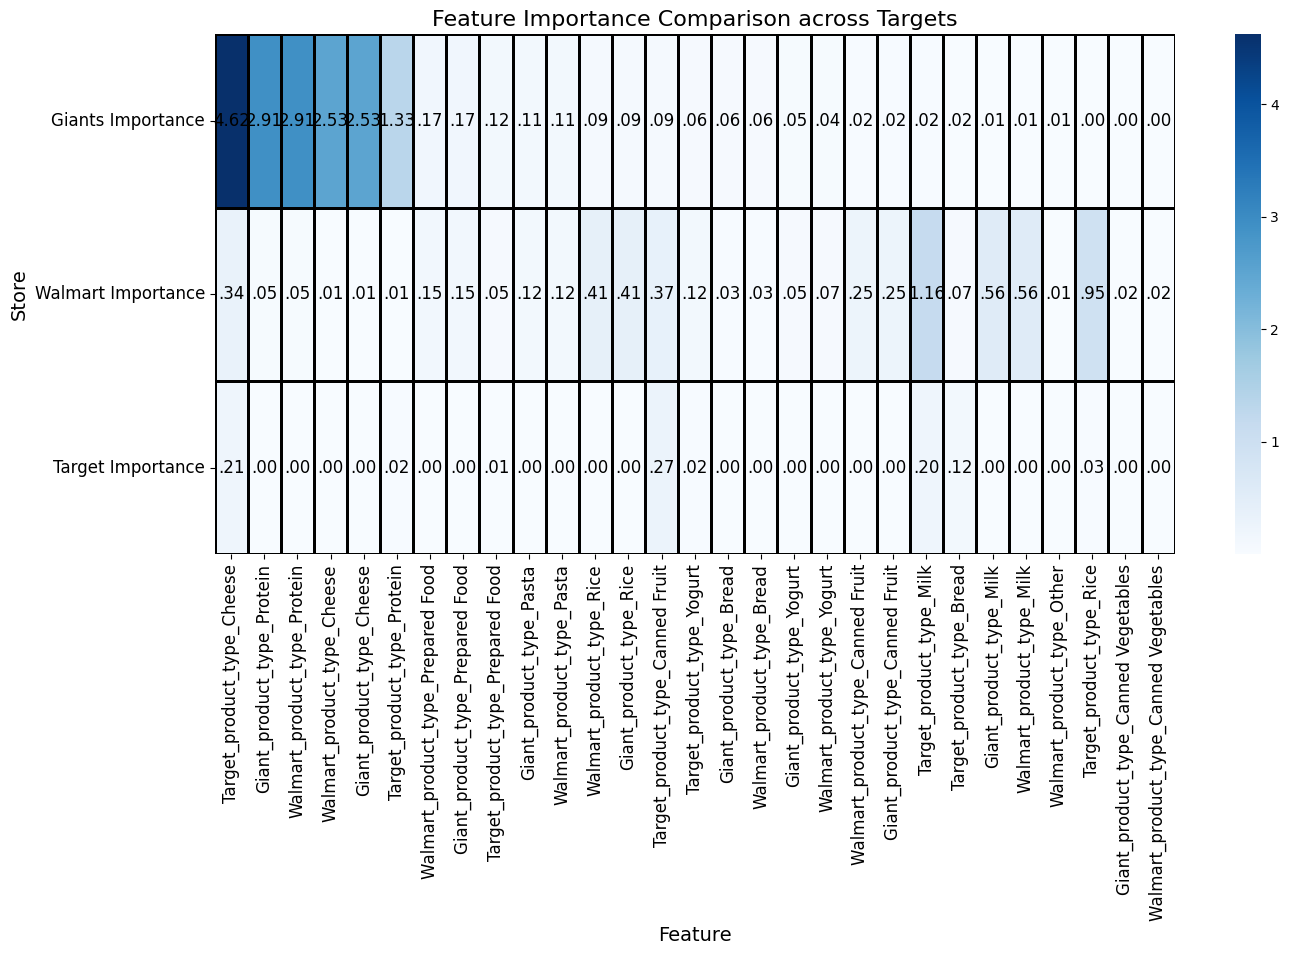 Feature Importance Comparison across Targets
Store
Giants Importance
4.62 2.91 2.91 2.53 2.53 1.33 .17 .17 .12 .11 .11 .09 .09 .09 .06 .06 .06 .05 .04 .02 .02 .02 .02 .01 .01 .01 .00 .00 .00
Walmart Importance
.34 .05 .05 .01 .01 .01 .15 .15 .05 .12 .12 .41 .41 .37 .12 .03 .03 .05 .07 .25 .25 1.16 .07 .56 .56 .01 .95 .02 .02
Target Importance
.21 .00 .00 .00 .00 .02 .00 .00 .01 .00 .00 .00 .00 .27 .02 .00 .00 .00 .00 .00 .00 .20 .12 .00 .00 .00 .03 .00 .00
Target_product_type_Cheese
Giant_product_type_Protein
Walmart_product_type_Protein
Walmart_product_type_Cheese
Giant_product_type_Cheese
Target_product_type_Protein
Walmart_product_type_Prepared Food
Giant_product_type_Prepared Food
Target_product_type_Prepared Food
Giant_product_type_Pasta
Walmart_product_type_Pasta
Walmart_product_type_Rice
Giant_product_type_Rice
Target_product_type_Canned Fruit
Target_product_type_Yogurt
Giant_product_type_Bread
Walmart_product_type_Bread
Giant_product_type_Yogurt
Walmart_product_type_Yogurt
Walmart_product_type_Canned Fruit
Giant_product_type_Canned Fruit
Target_product_type_Milk
Target_product_type_Bread
Giant_product_type_Milk
Walmart_product_type_Milk
Walmart_product_type_Other
Target_product_type_Rice
Giant_product_type_Canned Vegetables
Walmart_product_type_Canned Vegetables
Feature
4
3
2
1